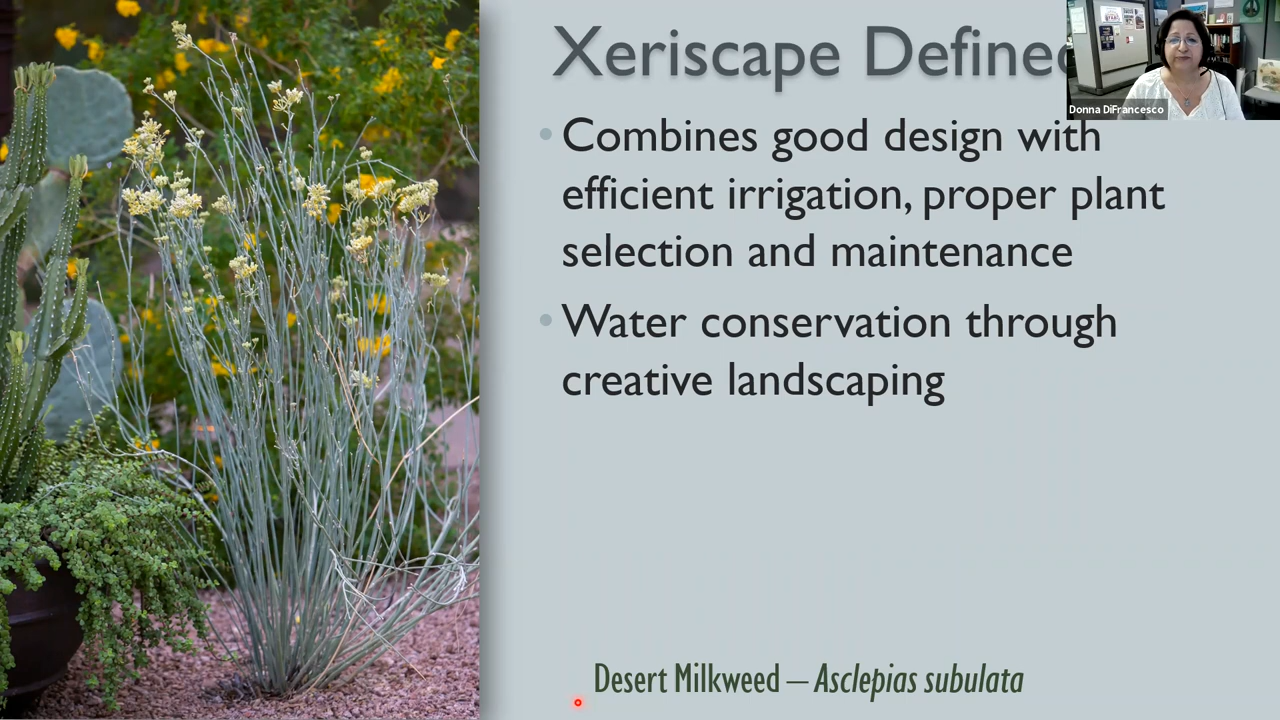 Xeriscape Define
Donna DiFrancesco
• Combines good design with
efficient irrigation, proper plant
selection and maintenance
• Water conservation through
creative landscaping
Desert Milkweed – Asclepias subulata